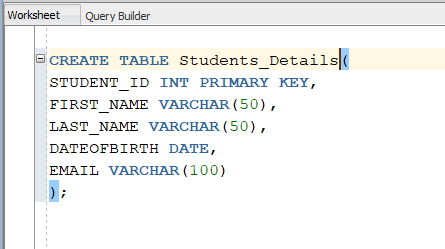 Worksheet Query Builder
CREATE TABLE Students_Details(
STUDENT_ID INT PRIMARY KEY,
FIRST_NAME VARCHAR(50),
LAST_NAME VARCHAR(50),
DATEOFBIRTH DATE,
EMAIL VARCHAR(100)
);